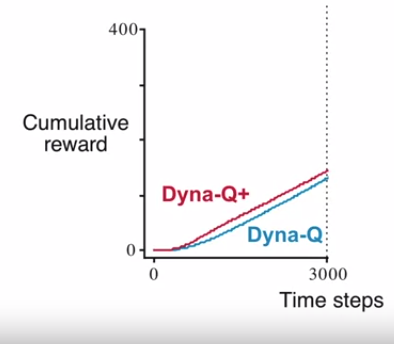 400
Cumulative
reward
Dyna-Q+
Dyna-Q
0
0
3000
Time steps